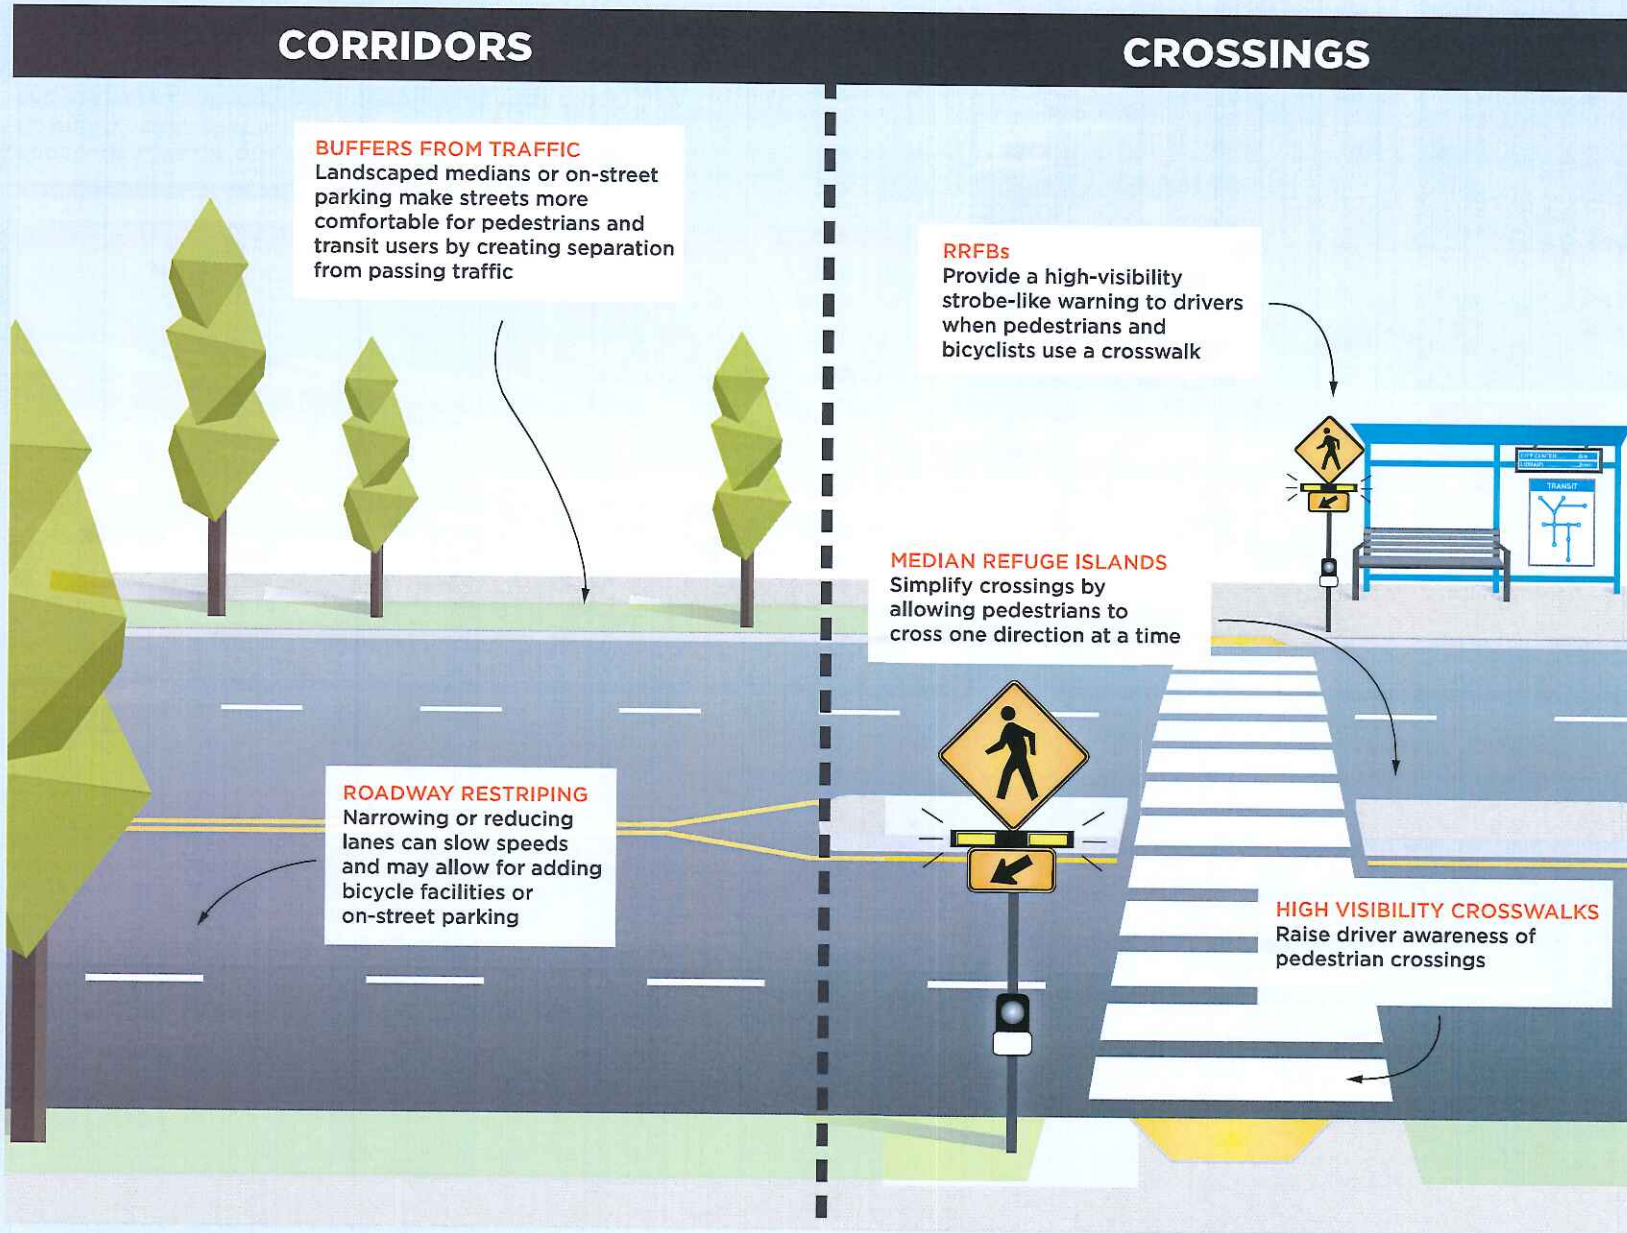 CORRIDORS
CROSSINGS
BUFFERS FROM TRAFFIC
Landscaped medians or on-street
parking make streets more
comfortable for pedestrians and
transit users by creating separation
from passing traffic
RRFBs
Provide a high-visibility
strobe-like warning to drivers
when pedestrians and
bicyclists use a crosswalk
CITY CENTER
LIBRARY
TRANSIT
MEDIAN REFUGE ISLANDS
Simplify crossings by
allowing pedestrians to
cross one direction at a time
ROADWAY RESTRIPING
Narrowing or reducing
lanes can slow speeds
and may allow for adding
bicycle facilities or
on-street parking
HIGH VISIBILITY CROSSWALKS
Raise driver awareness of
pedestrian crossings